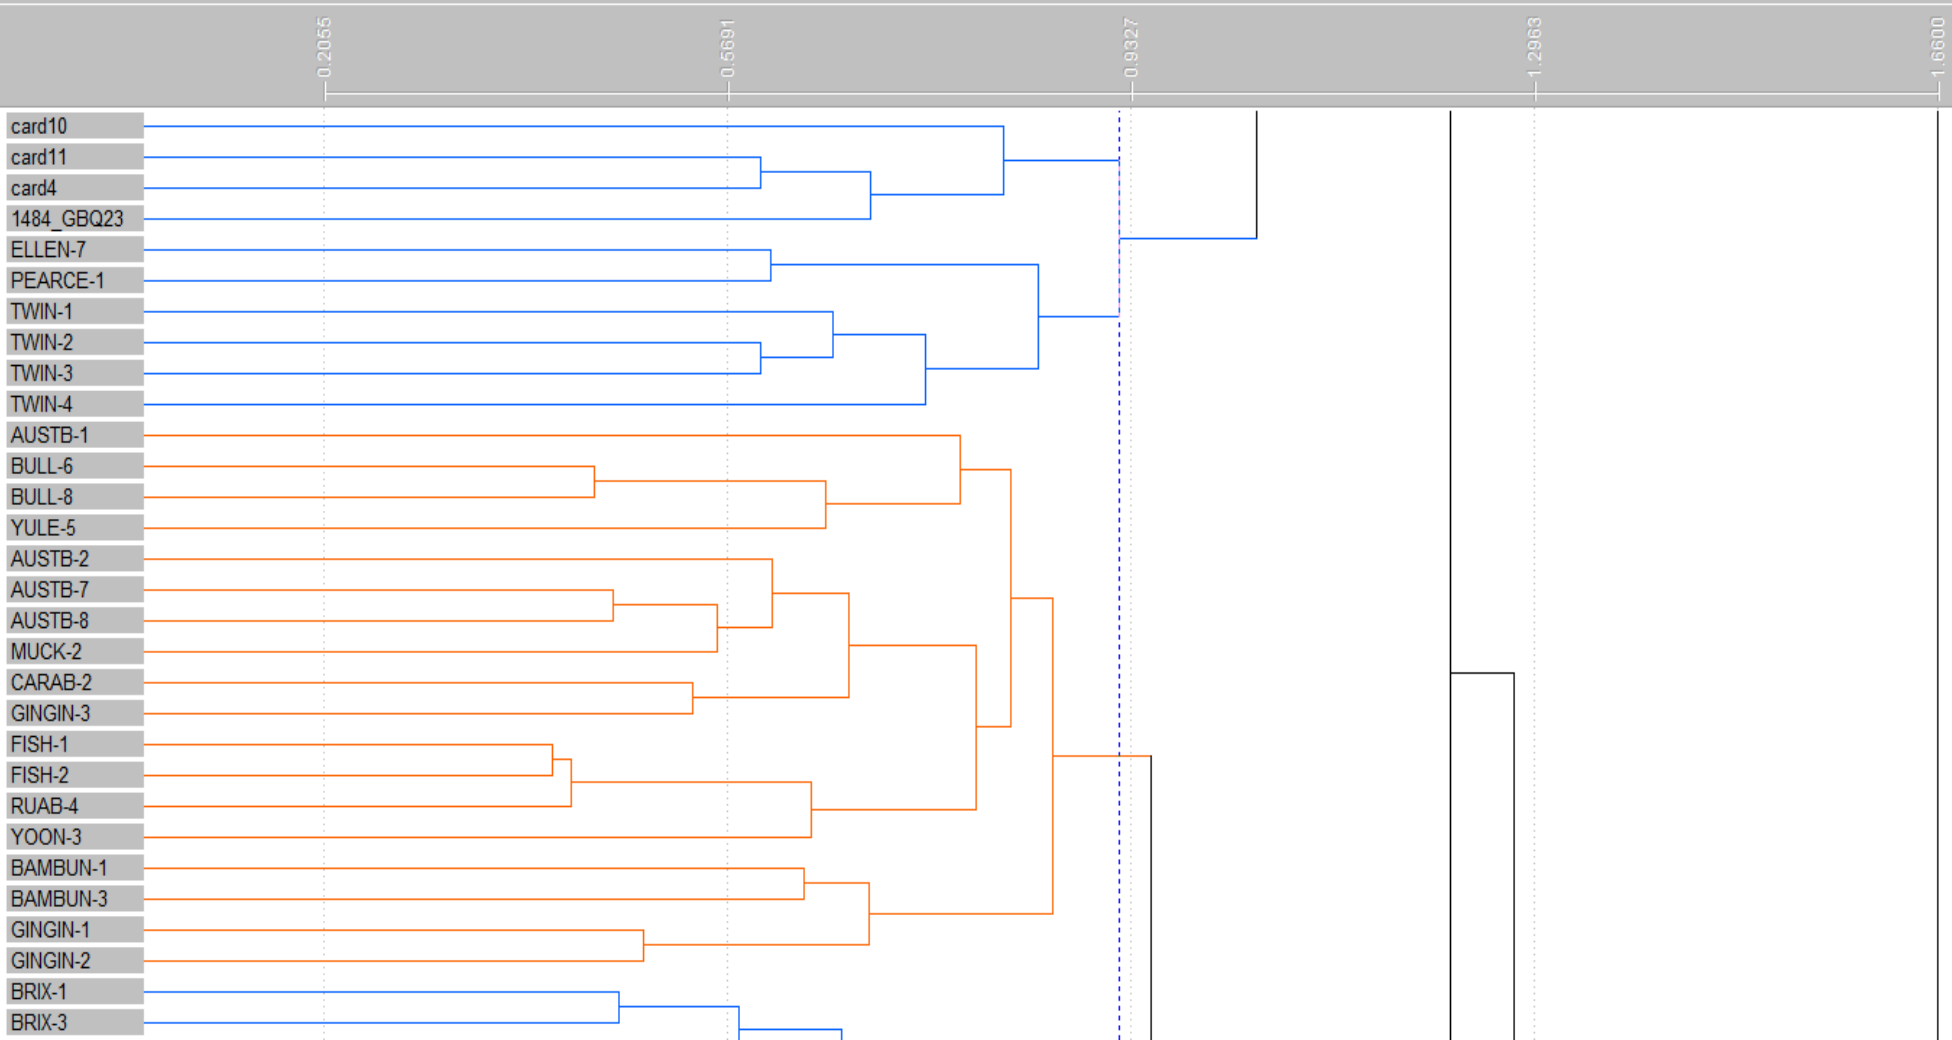 0.2055
0.5691
0.9327
1.2963
1.6600
card10
card11
card4
1484_GBQ23
ELLEN-7
PEARCE-1
TWIN-1
TWIN-2
TWIN-3
TWIN-4
AUSTB-1
BULL-6
BULL-8
YULE-5
AUSTB-2
AUSTB-7
AUSTB-8
MUCK-2
CARAB-2
GINGIN-3
FISH-1
FISH-2
RUAB-4
YOON-3
BAMBUN-1
BAMBUN-3
GINGIN-1
GINGIN-2
BRIX-1
BRIX-3